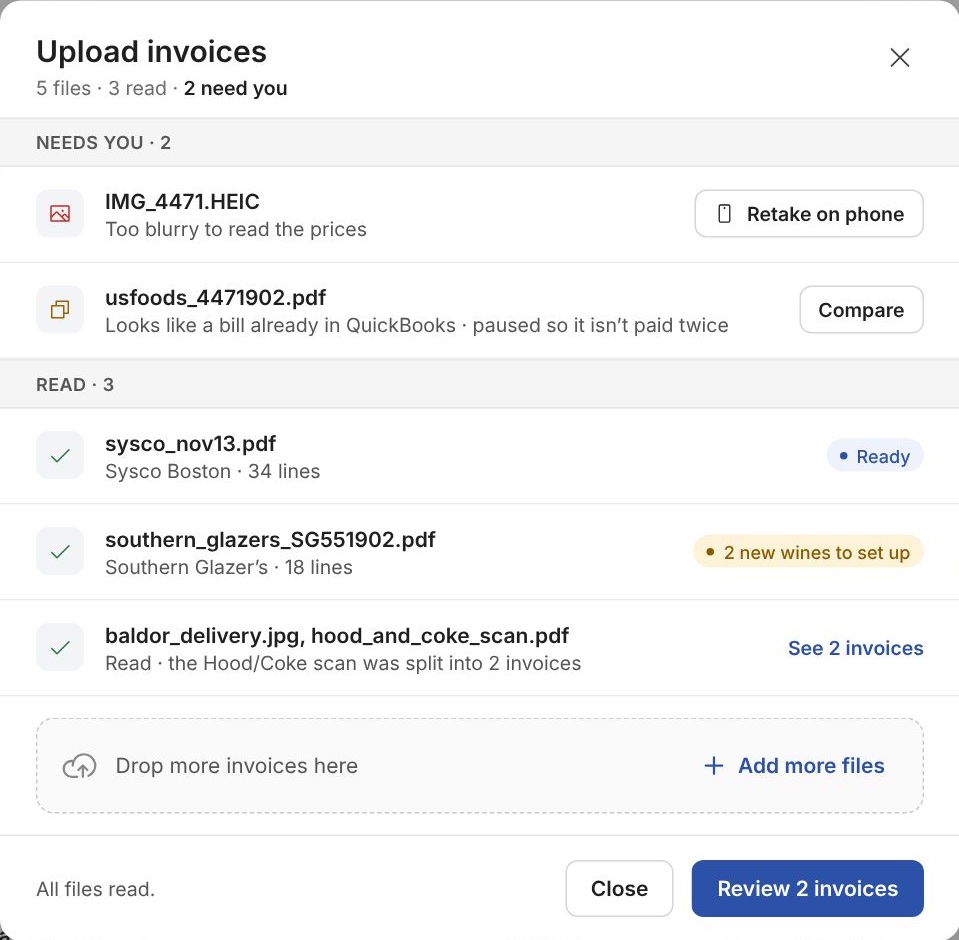 Upload invoices
5 files · 3 read · 2 need you
NEEDS YOU · 2
IMG_4471.HEIC
Too blurry to read the prices
Retake on phone
usfoods_4471902.pdf
Looks like a bill already in QuickBooks · paused so it isn’t paid twice
Compare
READ · 3
sysco_nov13.pdf
Sysco Boston · 34 lines
Ready
southern_glazers_SG551902.pdf
Southern Glazer’s · 18 lines
2 new wines to set up
baldor_delivery.jpg, hood_and_coke_scan.pdf
Read · the Hood/Coke scan was split into 2 invoices
See 2 invoices
Drop more invoices here
Add more files
All files read.
Close
Review 2 invoices